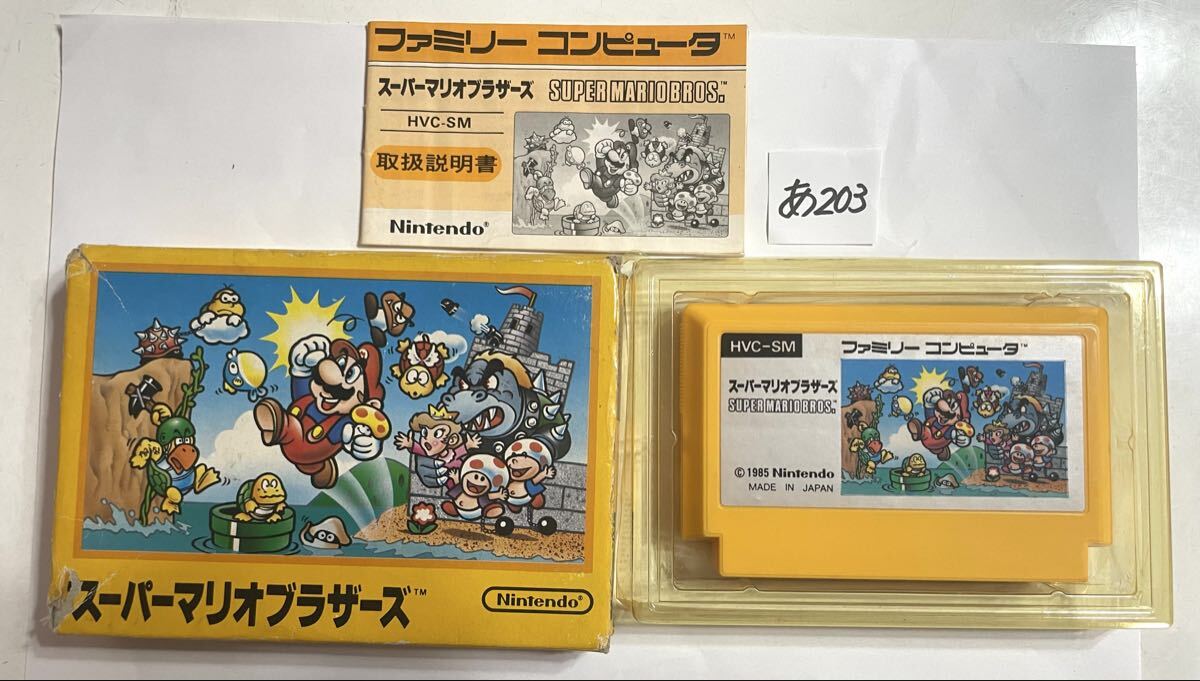 ファミリー コンピュータ™
スーパーマリオブラザーズ SUPER MARIO BROS.™
HVC-SM
取扱説明書
Nintendo®
あ203
スーパーマリオブラザーズ™
Nintendo®
HVC-SM ファミリー コンピュータ™
スーパーマリオブラザーズ
SUPER MARIO BROS.
© 1985 Nintendo
MADE IN JAPAN